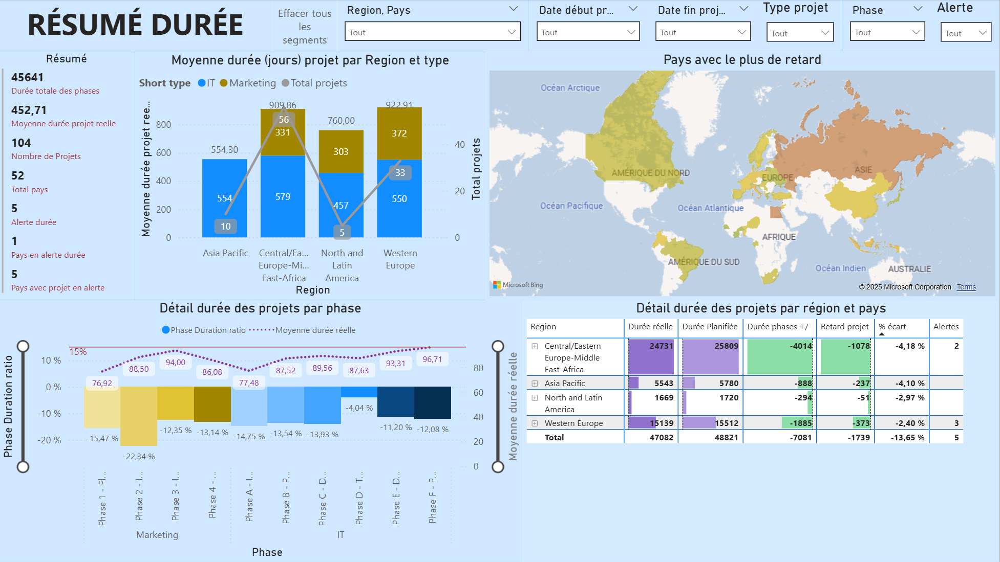 RÉSUMÉ DURÉE
Effacer tous
les
segments
Region, Pays
Tout
Date début pr...
Tout
Date fin proj...
Tout
Type projet
Tout
Phase
Tout
Alerte
Tout
Résumé
45641
Durée totale des phases
452,71
Moyenne durée projet reelle
104
Nombre de Projets
52
Total pays
5
Alerte durée
1
Pays en alerte durée
5
Pays avec projet en alerte
Moyenne durée (jours) projet par Region et type
Short type IT Marketing Total projets
Moyenne durée projet ree...
800
600
400
200
0
554,30
909,86
760,00
922,91
56
331
303
372
554
579
457
550
10
5
33
40
20
0
Total projets
Asia Pacific
Central/Ea...
Europe-Mi...
East-Africa
North and
Latin
America
Western
Europe
Region
Pays avec le plus de retard
Océan Arctique
AMÉRIQUE DU NORD
EUROPE
ASIE
Océan Pacifique
Océan Atlantique
AFRIQUE
AMÉRIQUE DU SUD
Océan Indien
AUSTRALIE
Microsoft Bing
© 2025 Microsoft Corporation Terms
Détail durée des projets par phase
Phase Duration ratio Moyenne durée réelle
Phase Duration ratio
15%
10 %
0 %
-10 %
-20 %
76,92
88,50
94,00
86,08
77,48
87,52
89,56
87,63
93,31
96,71
-15,47 %
-22,34 %
-12,35 %
-13,14 %
-14,75 %
-13,54 %
-13,93 %
-4,04 %
-11,20 %
-12,08 %
80
60
40
20
0
Moyenne durée réelle
Phase 1 - Pl...
Phase 2 - I...
Phase 3 - I...
Phase 4 - ...
Phase A - I...
Phase B - P...
Phase C - D...
Phase D - T...
Phase E - D...
Phase F - P...
Marketing
IT
Phase
Détail durée des projets par région et pays
Region Durée réelle Durée Planifiée Durée phases +/- Retard projet % écart Alertes
Central/Eastern 24731 25809 -4014 -1078 -4,18 % 2
Europe-Middle
East-Africa
Asia Pacific 5543 5780 -888 -237 -4,10 %
North and Latin 1669 1720 -294 -51 -2,97 %
America
Western Europe 15139 15512 -1885 -373 -2,40 % 3
Total 47082 48821 -7081 -1739 -13,65 % 5